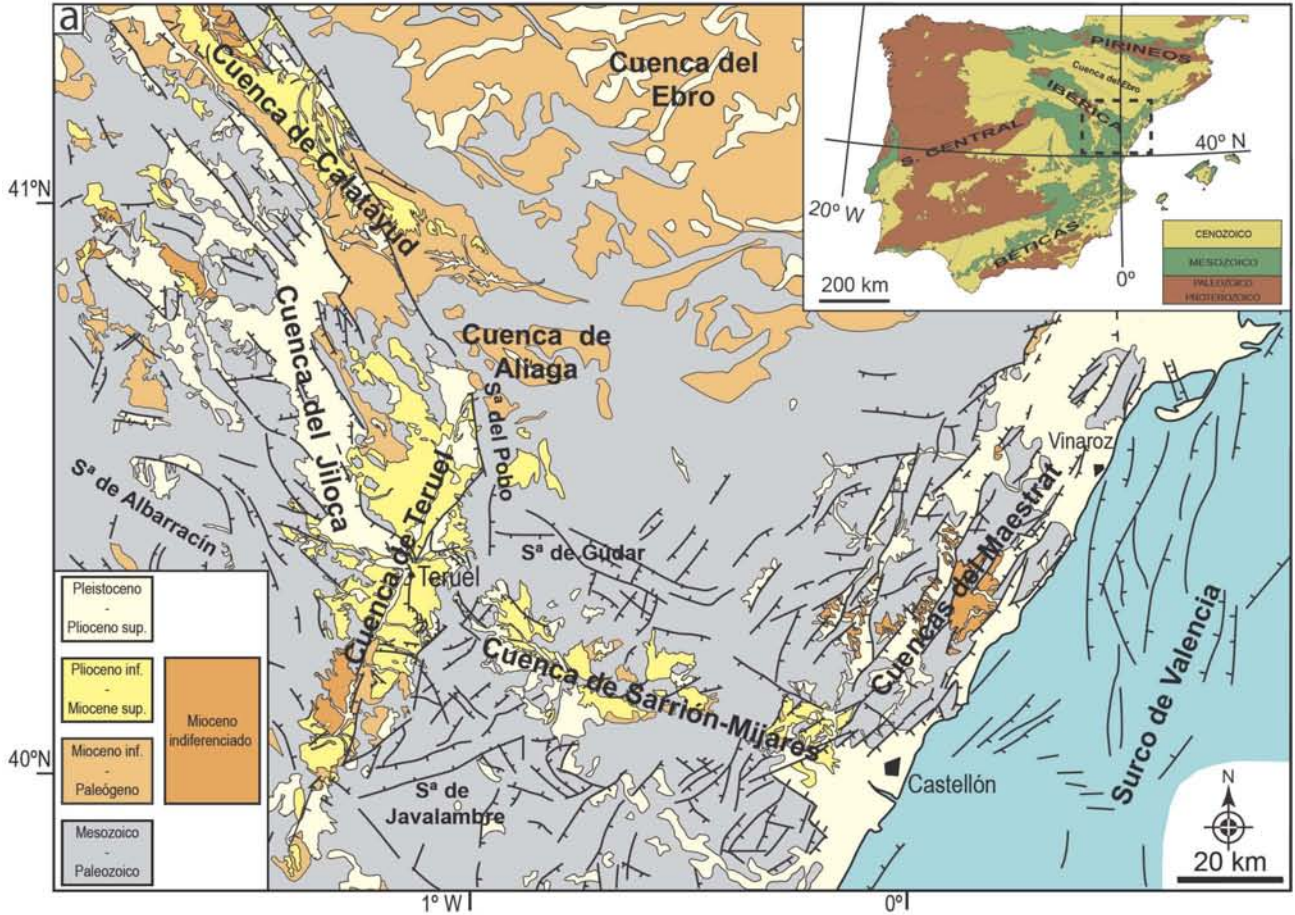 a
Cuenca de Calatayud
Cuenca del
Ebro
PIRINEOS
Cuenca del Ebro
IBÉRICA
S. CENTRAL
40º N
20º W
BÉTICAS
0º
200 km
CENOZOICO
MESOZOICO
PALEOZOICO
PROTEROZOICO
41ºN
Cuenca del Jiloca
Cuenca de
Aliaga
Sª del Pobo
Vinaroz
Sª de Albarracín
Cuenca de Teruel
Sª de Gúdar
Teruel
Cuencas del Maestrat
Cuenca de Sarrión-Mijares
Surco de Valencia
Pleistoceno
-
Plioceno sup.
Plioceno inf.
-
Miocene sup.
Mioceno
indiferenciado
Mioceno inf.
-
Paleógeno
Mesozoico
-
Paleozoico
40ºN
Castellón
Sª de
Javalambre
N
20 km
1º W
0º